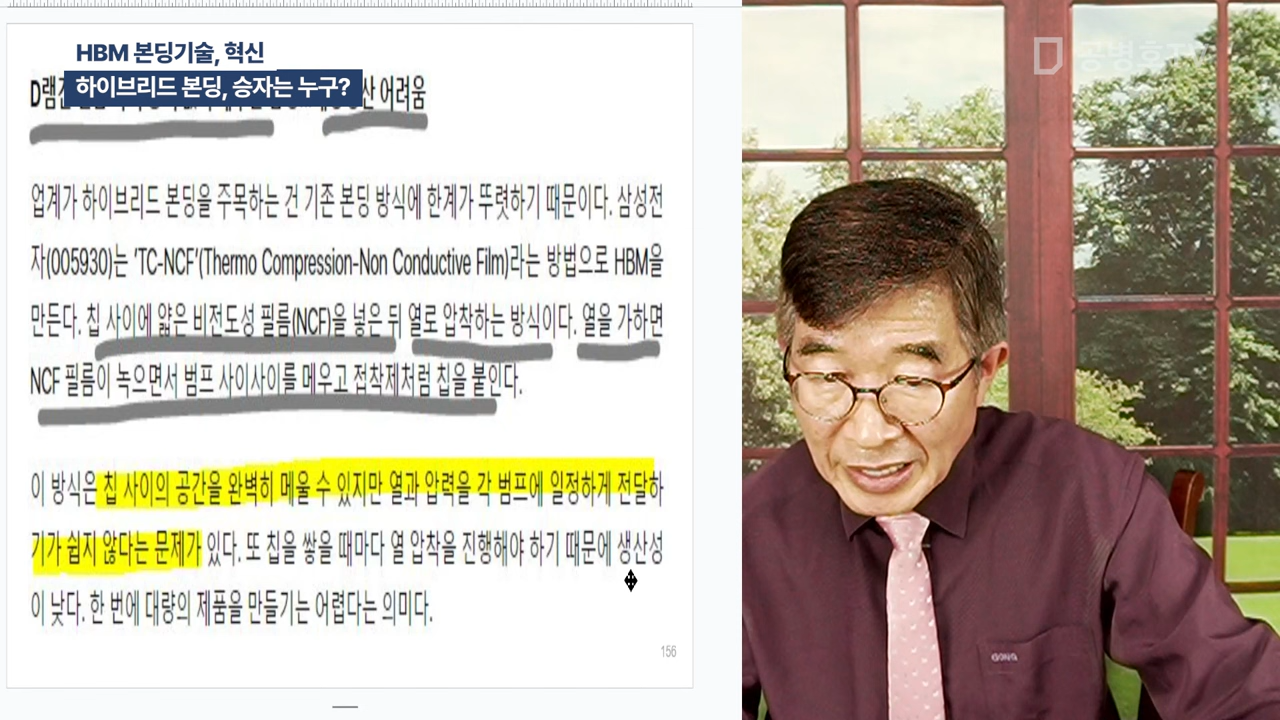 HBM 본딩기술, 혁신
하이브리드 본딩, 승자는 누구?
D램 산 어려움
업계가 하이브리드 본딩을 주목하는 건 기존 본딩 방식에 한계가 뚜렷하기 때문이다. 삼성전
자(005930)는 ‘TC-NCF’(Thermo Compression-Non Conductive Film)라는 방법으로 HBM을
만든다. 칩 사이에 얇은 비전도성 필름(NCF)을 넣은 뒤 열로 압착하는 방식이다. 열을 가하면
NCF 필름이 녹으면서 범프 사이사이를 메우고 접착제처럼 칩을 붙인다.
이 방식은 칩 사이의 공간을 완벽히 메울 수 있지만 열과 압력을 각 범프에 일정하게 전달하
기가 쉽지 않다는 문제가 있다. 또 칩을 쌓을 때마다 열 압착을 진행해야 하기 때문에 생산성
이 낮다. 한 번에 대량의 제품을 만들기는 어렵다는 의미다.
156
공병호TV
GONG